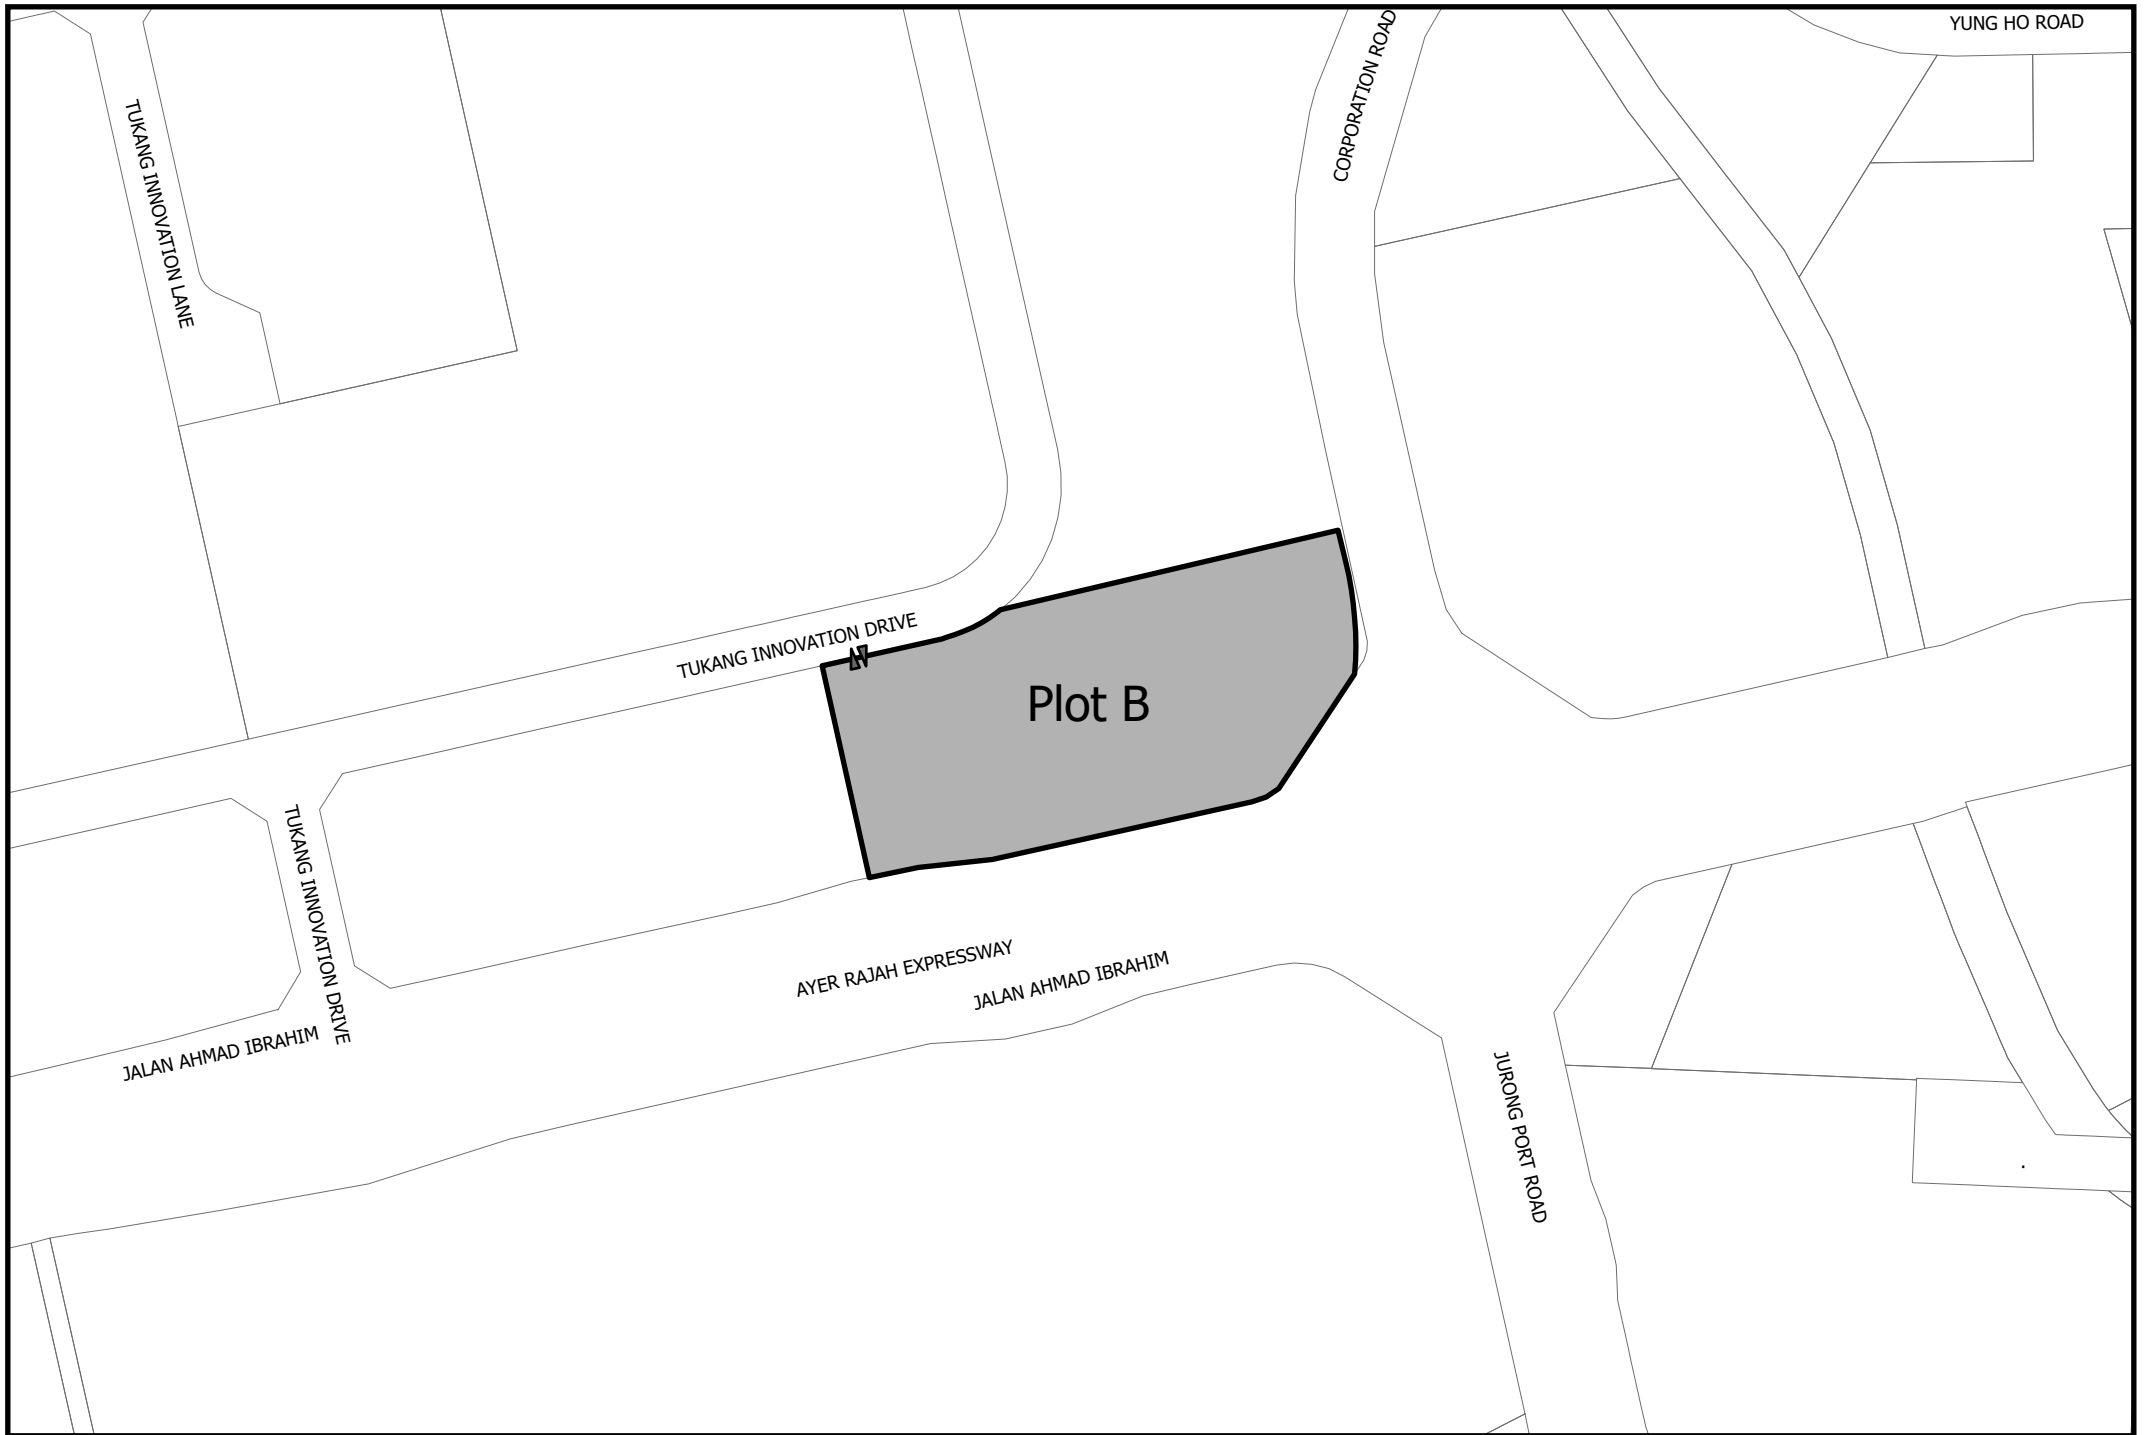 YUNG HO ROAD
CORPORATION ROAD
TUKANG INNOVATION LANE
TUKANG INNOVATION DRIVE
Plot B
TUKANG INNOVATION DRIVE
AYER RAJAH EXPRESSWAY
JALAN AHMAD IBRAHIM
JALAN AHMAD IBRAHIM
JURONG PORT ROAD